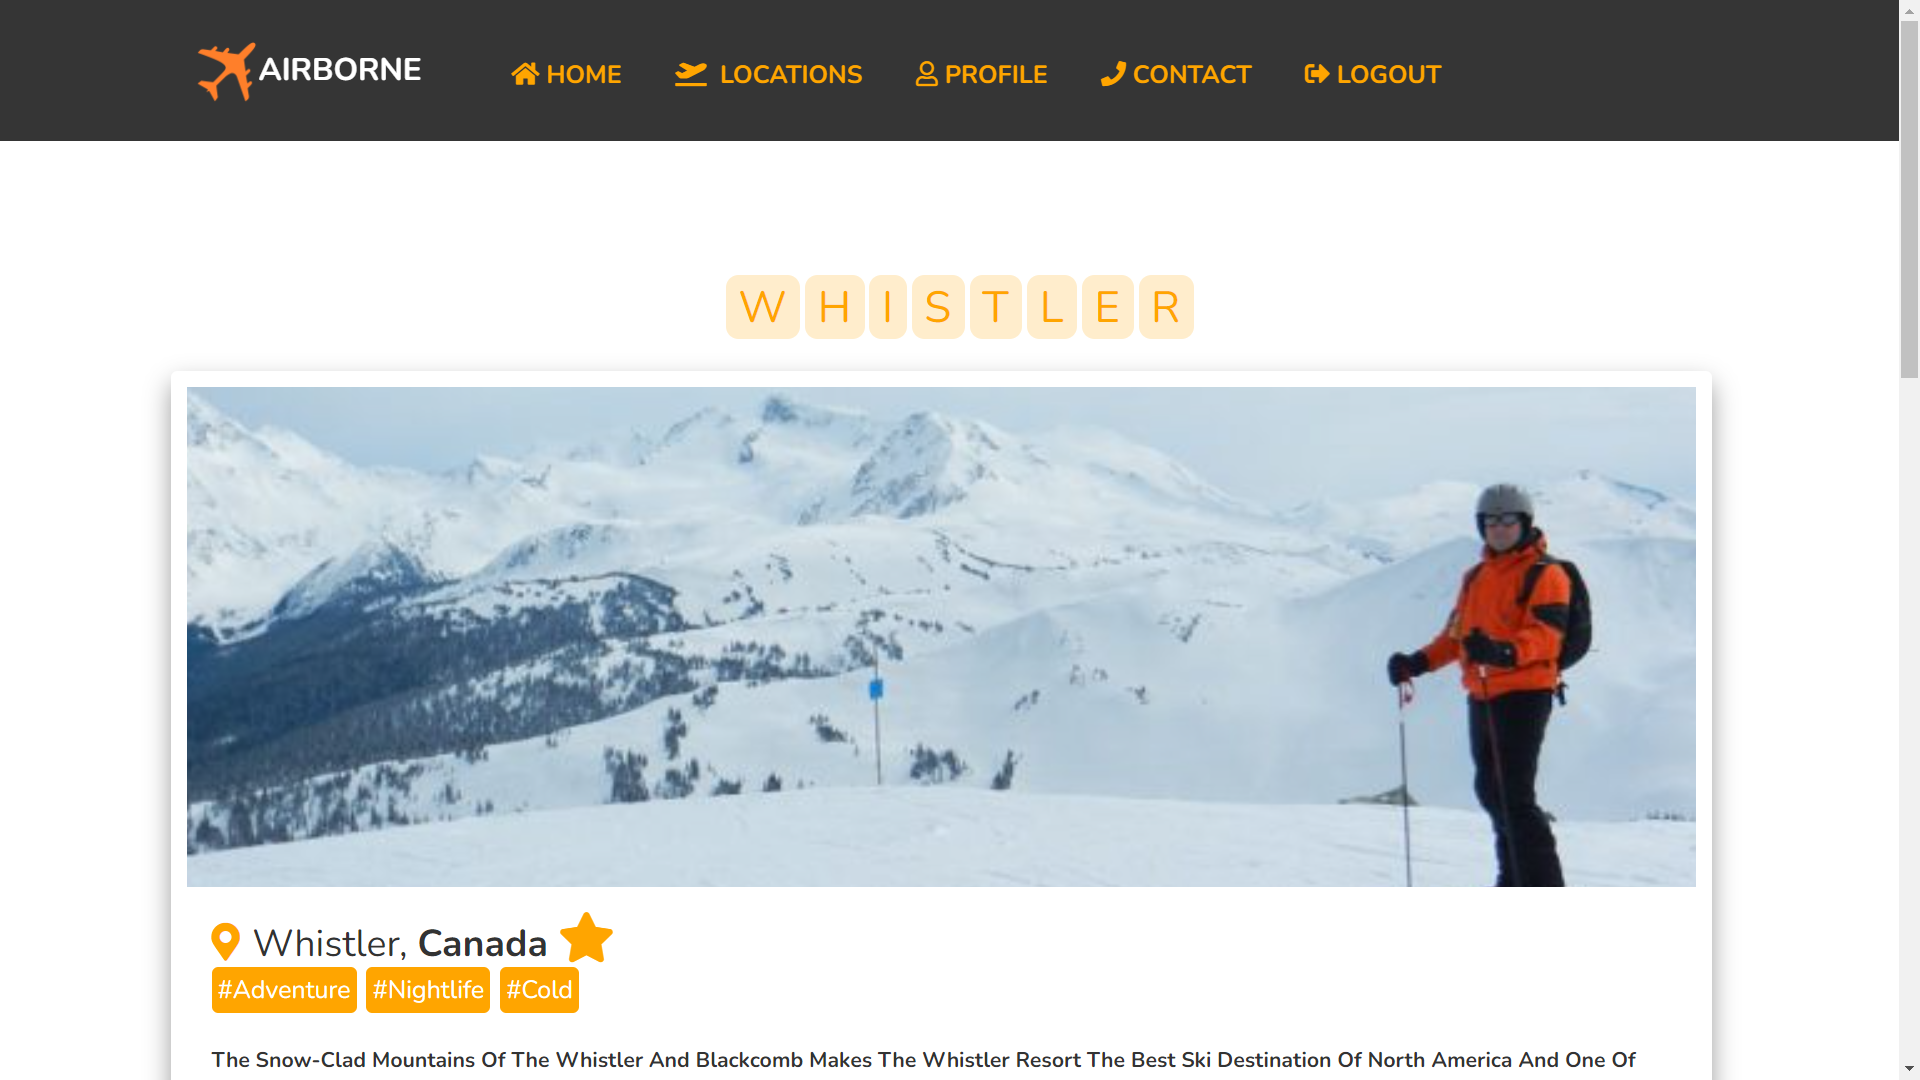 AIRBORNE HOME LOCATIONS PROFILE CONTACT LOGOUT
WHISTLER
Whistler, Canada
#Adventure #Nightlife #Cold
The Snow-Clad Mountains Of The Whistler And Blackcomb Makes The Whistler Resort The Best Ski Destination Of North America And One Of